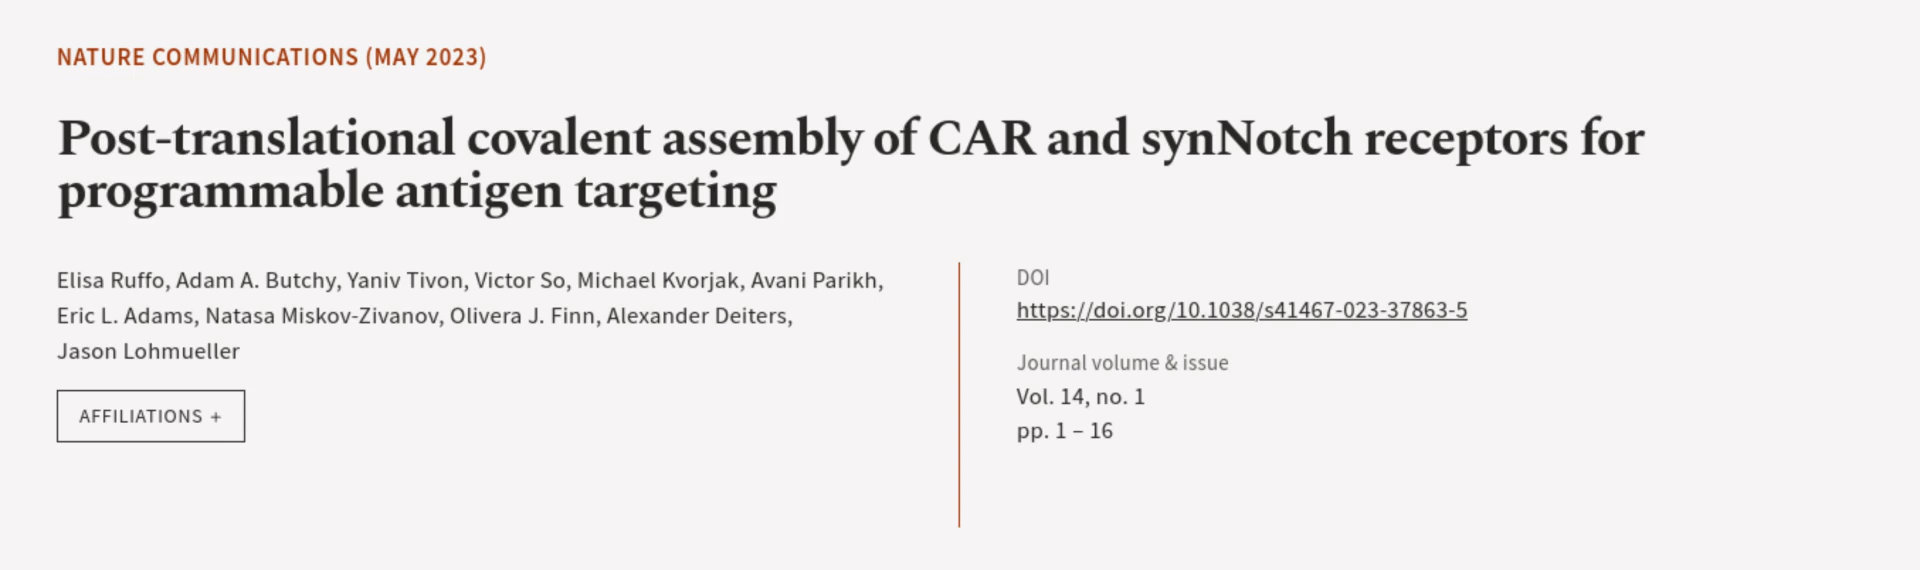 NATURE COMMUNICATIONS (MAY 2023)
Post-translational covalent assembly of CAR and synNotch receptors for
programmable antigen targeting
Elisa Ruffo, Adam A. Butchy, Yaniv Tivon, Victor So, Michael Kvorjak, Avani Parikh,
Eric L. Adams, Natasa Miskov-Zivanov, Olivera J. Finn, Alexander Deiters,
Jason Lohmueller
AFFILIATIONS +
DOI
https://doi.org/10.1038/s41467-023-37863-5
Journal volume & issue
Vol. 14, no. 1
pp. 1 – 16